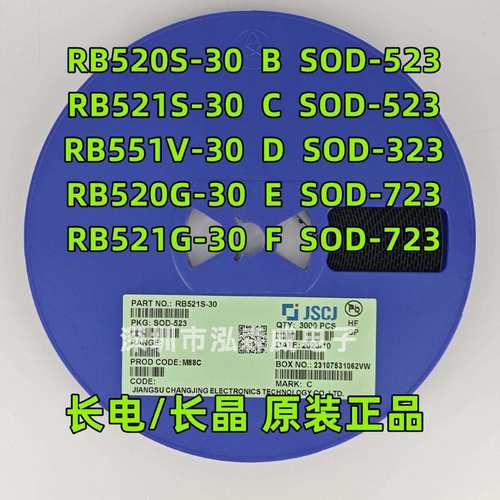 RB520S-30 B SOD-523
RB521S-30 C SOD-523
RB551V-30 D SOD-323
RB520G-30 E SOD-723
RB521G-30 F SOD-723
PART NO.: RB521S-30
JSCJ
PKG: SOD-523
QTY: 3000 PCS
HF
RANGE:
PROD CODE: M88C
BOX NO.: 23107531062VW
CODE:
MARK: C
JIANGSU CHANGJING ELECTRONICS TECHNOLOGY CO.,LTD.
长电/长晶 原装正品